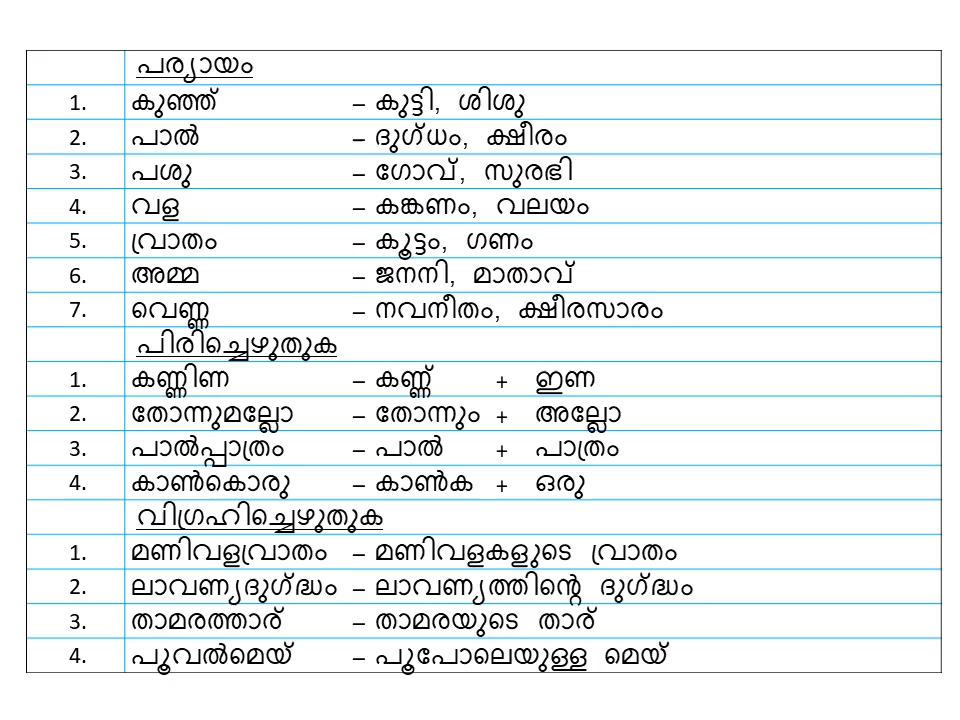 പര്യായം
1. കുഞ്ഞ് – കുട്ടി, ശിശു
2. പാൽ – ദുഗ്ധം, ക്ഷീരം
3. പശു – ഗോവ്, സുരഭി
4. വള – കങ്കണം, വലയം
5. വ്രാതം – കൂട്ടം, ഗണം
6. അമ്മ – ജനനി, മാതാവ്
7. വെണ്ണ – നവനീതം, ക്ഷീരസാരം
പിരിച്ചെഴുതുക
1. കണ്ണിണ – കണ്ണ് + ഇണ
2. തോന്നുമല്ലോ – തോന്നും + അല്ലോ
3. പാൽപ്പാത്രം – പാൽ + പാത്രം
4. കാൺകൊരു – കാൺക + ഒരു
വിഗ്രഹിച്ചെഴുതുക
1. മണിവളവ്രാതം – മണിവളകളുടെ വ്രാതം
2. ലാവണ്യദുഗ്ദ്ധം – ലാവണ്യത്തിന്റെ ദുഗ്ദ്ധം
3. താമരത്താര് – താമരയുടെ താര്
4. പൂവൽമെയ് – പൂപോലെയുള്ള മെയ്